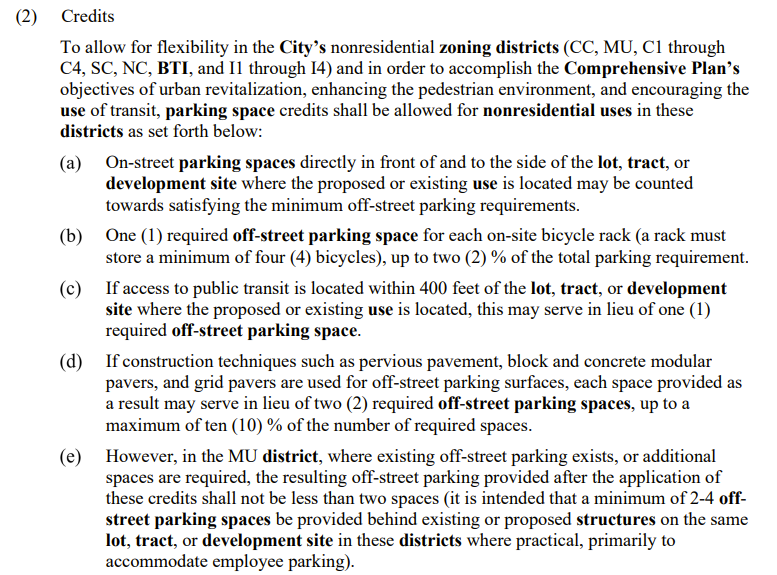 (2) Credits
To allow for flexibility in the City’s nonresidential zoning districts (CC, MU, C1 through
C4, SC, NC, BTI, and I1 through I4) and in order to accomplish the Comprehensive Plan’s
objectives of urban revitalization, enhancing the pedestrian environment, and encouraging the
use of transit, parking space credits shall be allowed for nonresidential uses in these
districts as set forth below:
(a) On-street parking spaces directly in front of and to the side of the lot, tract, or
development site where the proposed or existing use is located may be counted
towards satisfying the minimum off-street parking requirements.
(b) One (1) required off-street parking space for each on-site bicycle rack (a rack must
store a minimum of four (4) bicycles), up to two (2) % of the total parking requirement.
(c) If access to public transit is located within 400 feet of the lot, tract, or development
site where the proposed or existing use is located, this may serve in lieu of one (1)
required off-street parking space.
(d) If construction techniques such as pervious pavement, block and concrete modular
pavers, and grid pavers are used for off-street parking surfaces, each space provided as
a result may serve in lieu of two (2) required off-street parking spaces, up to a
maximum of ten (10) % of the number of required spaces.
(e) However, in the MU district, where existing off-street parking exists, or additional
spaces are required, the resulting off-street parking provided after the application of
these credits shall not be less than two spaces (it is intended that a minimum of 2-4 off-
street parking spaces be provided behind existing or proposed structures on the same
lot, tract, or development site in these districts where practical, primarily to
accommodate employee parking).